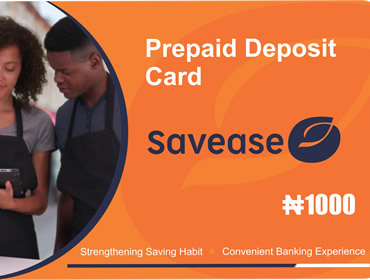 Prepaid Deposit
Card
Savease
₦1000
Strengthening Saving Habit • Convenient Banking Experience